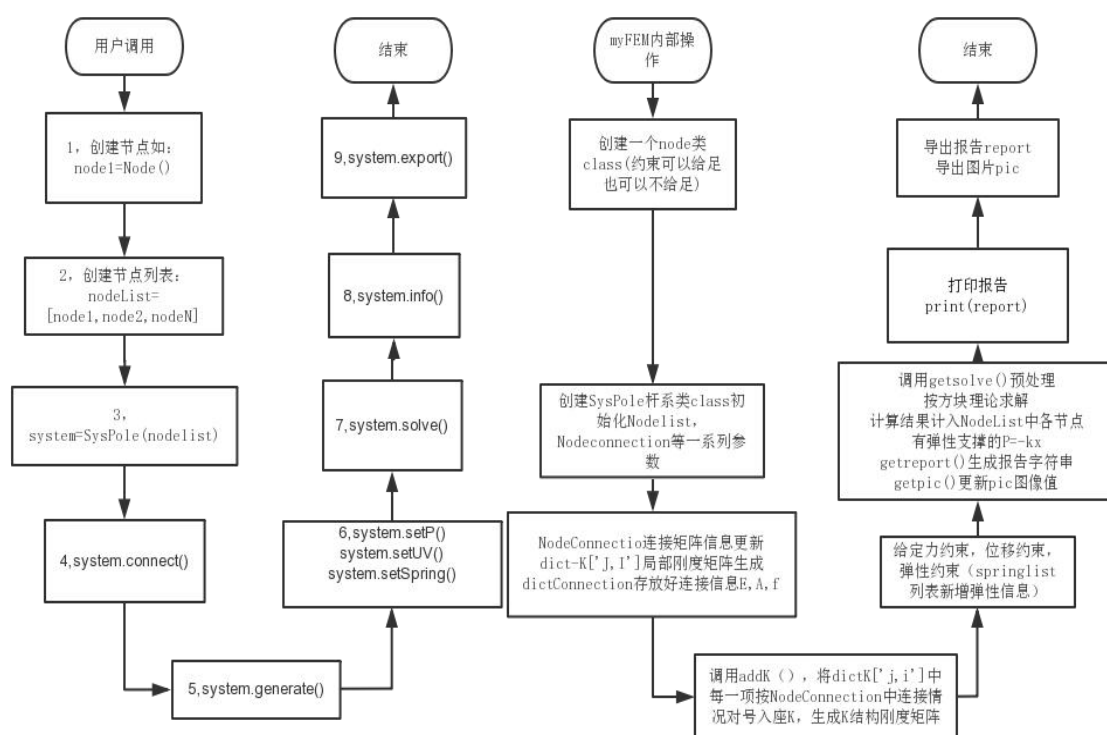 用户调用
1，创建节点如：
node1=Node()
2，创建节点列表：
nodeList=
[node1,node2,nodeN]
3，
system=SysPole(nodelist)
4,system.connect()
5,system.generate()
6,system.setP()
system.setUV()
system.setSpring()
7,system.solve()
8,system.info()
9,system.export()
结束
myFEM内部操
作
创建一个node类
class(约束可以给足
也可以不给足)
创建SysPole杆系类class初
始化Nodelist，
Nodeconnection等一系列参
数
NodeConnectio连接矩阵信息更新
dict-K['J,I']局部刚度矩阵生成
dictConnection存放好连接信息E,A,f
调用addK（），将dictK['j,i']中
每一项按NodeConnection中连接情
况对号入座K，生成K结构刚度矩阵
给定力约束，位移约束，
弹性约束（springlist
列表新增弹性信息）
调用getsolve()预处理
按方块理论求解
计算结果计入NodeList中各节点
有弹性支撑的P=-kx
getreport()生成报告字符串
getpic()更新pic图像值
打印报告
print(report)
导出报告report
导出图片pic
结束